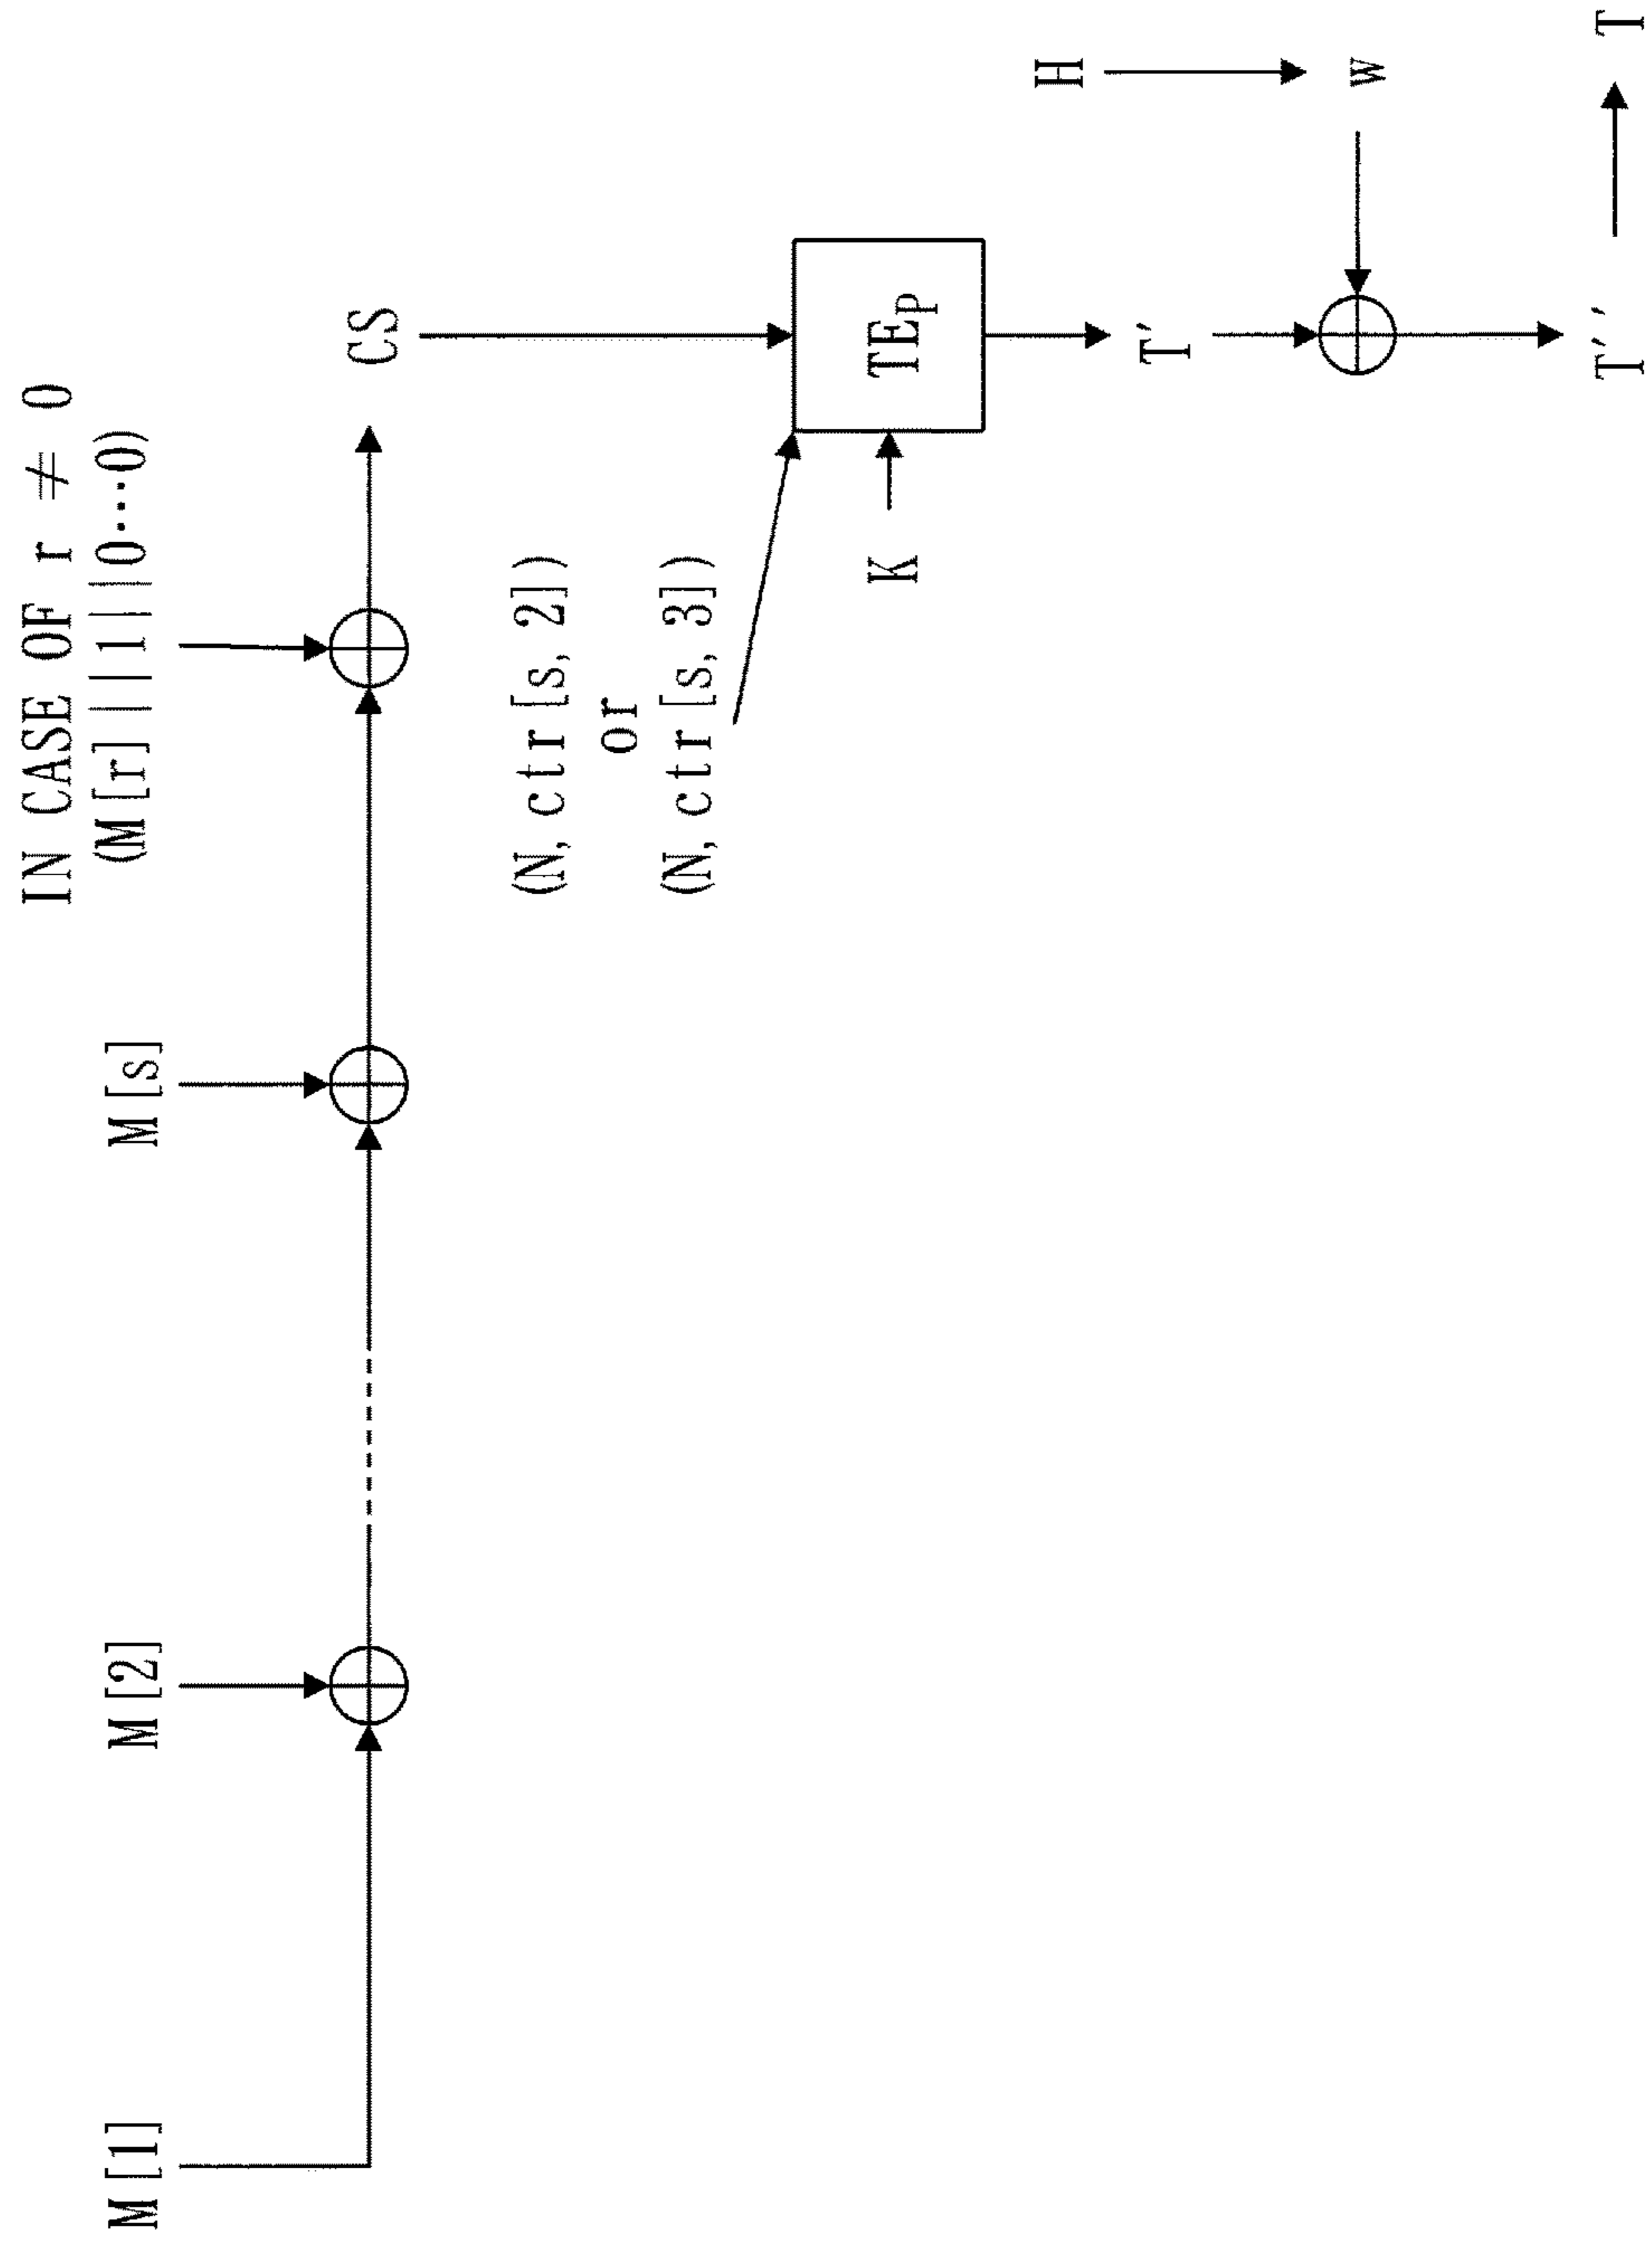 IN CASE OF r ≠ 0
(M[r]||1||0···0)
M[1]
M[2]
M[s]
CS
(N, ctr[s, 2])
or
(N, ctr[s, 3])
K
TEP
T'
H
w
T''
T